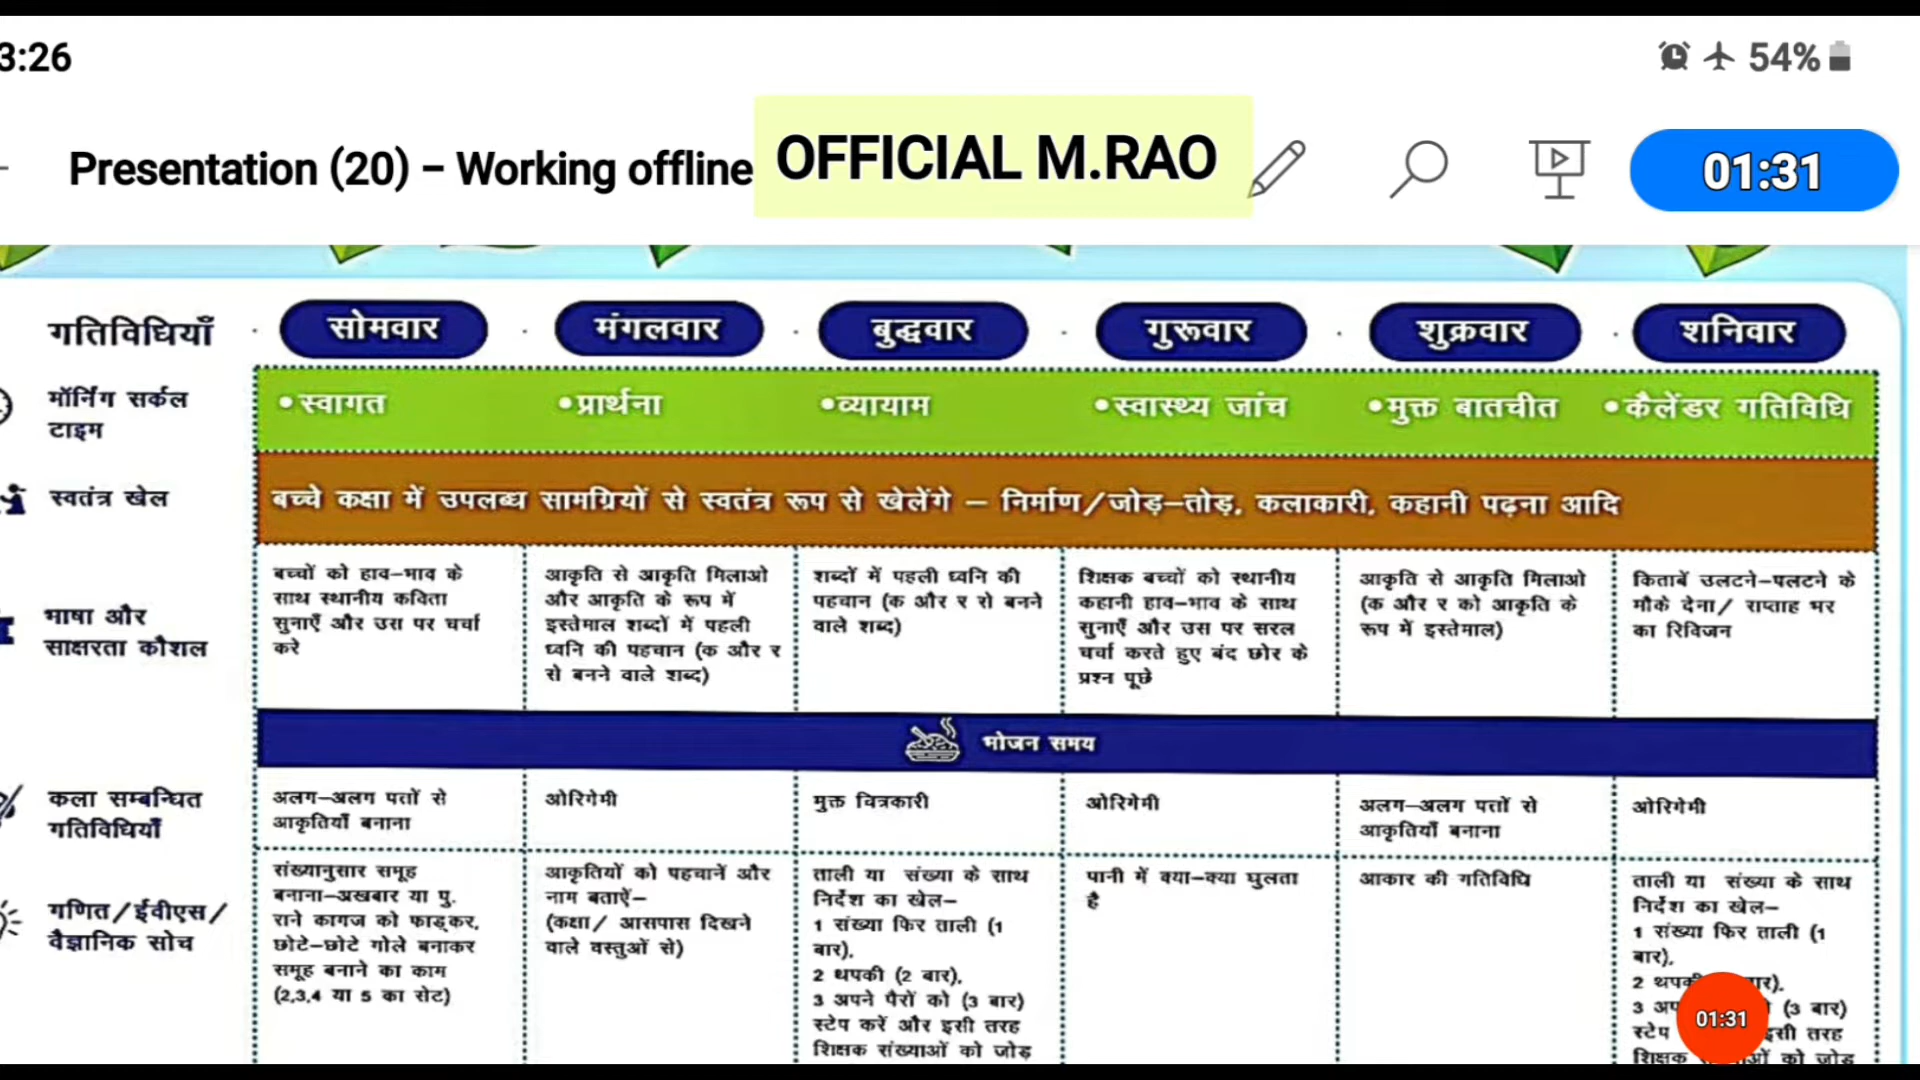 3:26
54%
Presentation (20) – Working offline
OFFICIAL M.RAO
01:31
गतिविधियाँ
सोमवार
मंगलवार
बुद्धवार
गुरूवार
शुक्रवार
शनिवार
मॉर्निंग सर्कल
टाइम
•स्वागत
•प्रार्थना
•व्यायाम
•स्वास्थ्य जांच
•मुक्त बातचीत
•कैलेंडर गतिविधि
स्वतंत्र खेल
बच्चे कक्षा में उपलब्ध सामग्रियों से स्वतंत्र रूप से खेलेंगे – निर्माण/जोड़–तोड़, कलाकारी, कहानी पढ़ना आदि
भाषा और
साक्षरता कौशल
बच्चों को हाव–भाव के
साथ स्थानीय कविता
सुनाएँ और उस पर चर्चा
करे
आकृति से आकृति मिलाओ
और आकृति के रूप में
इस्तेमाल शब्दों में पहली
ध्वनि की पहचान (क और र
से बनने वाले शब्द)
शब्दों में पहली ध्वनि की
पहचान (क और र से बनने
वाले शब्द)
शिक्षक बच्चों को स्थानीय
कहानी हाव–भाव के साथ
सुनाएँ और उस पर सरल
चर्चा करते हुए बंद छोर के
प्रश्न पूछे
आकृति से आकृति मिलाओ
(क और र को आकृति के
रूप में इस्तेमाल)
किताबें उलटने–पलटने के
मौके देना/ सप्ताह भर
का रिविजन
भोजन समय
कला सम्बन्धित
गतिविधियाँ
अलग–अलग पत्तों से
आकृतियाँ बनाना
ओरिगेमी
मुक्त चित्रकारी
ओरिगेमी
अलग–अलग पत्तों से
आकृतियाँ बनाना
ओरिगेमी
गणित/ईवीएस/
वैज्ञानिक सोच
संख्यानुसार समूह
बनाना–अखबार या पु.
राने कागज को फाड़कर,
छोटे–छोटे गोले बनाकर
समूह बनाने का काम
(2,3,4 या 5 का सेट)
आकृतियों को पहचानें और
नाम बताऐं–
(कक्षा/ आसपास दिखने
वाले वस्तुओं से)
ताली या संख्या के साथ
निर्देश का खेल–
1 संख्या फिर ताली (1
बार),
2 थपकी (2 बार),
3 अपने पैरों को (3 बार)
स्टेप करें और इसी तरह
शिक्षक संख्याओं को जोड़
पानी में क्या–क्या घुलता
है
आकार की गतिविधि
ताली या संख्या के साथ
निर्देश का खेल–
1 संख्या फिर ताली (1
बार),
2
3 (3 बार)
स्टेप तरह
शिक्षक को जोड़
01:31